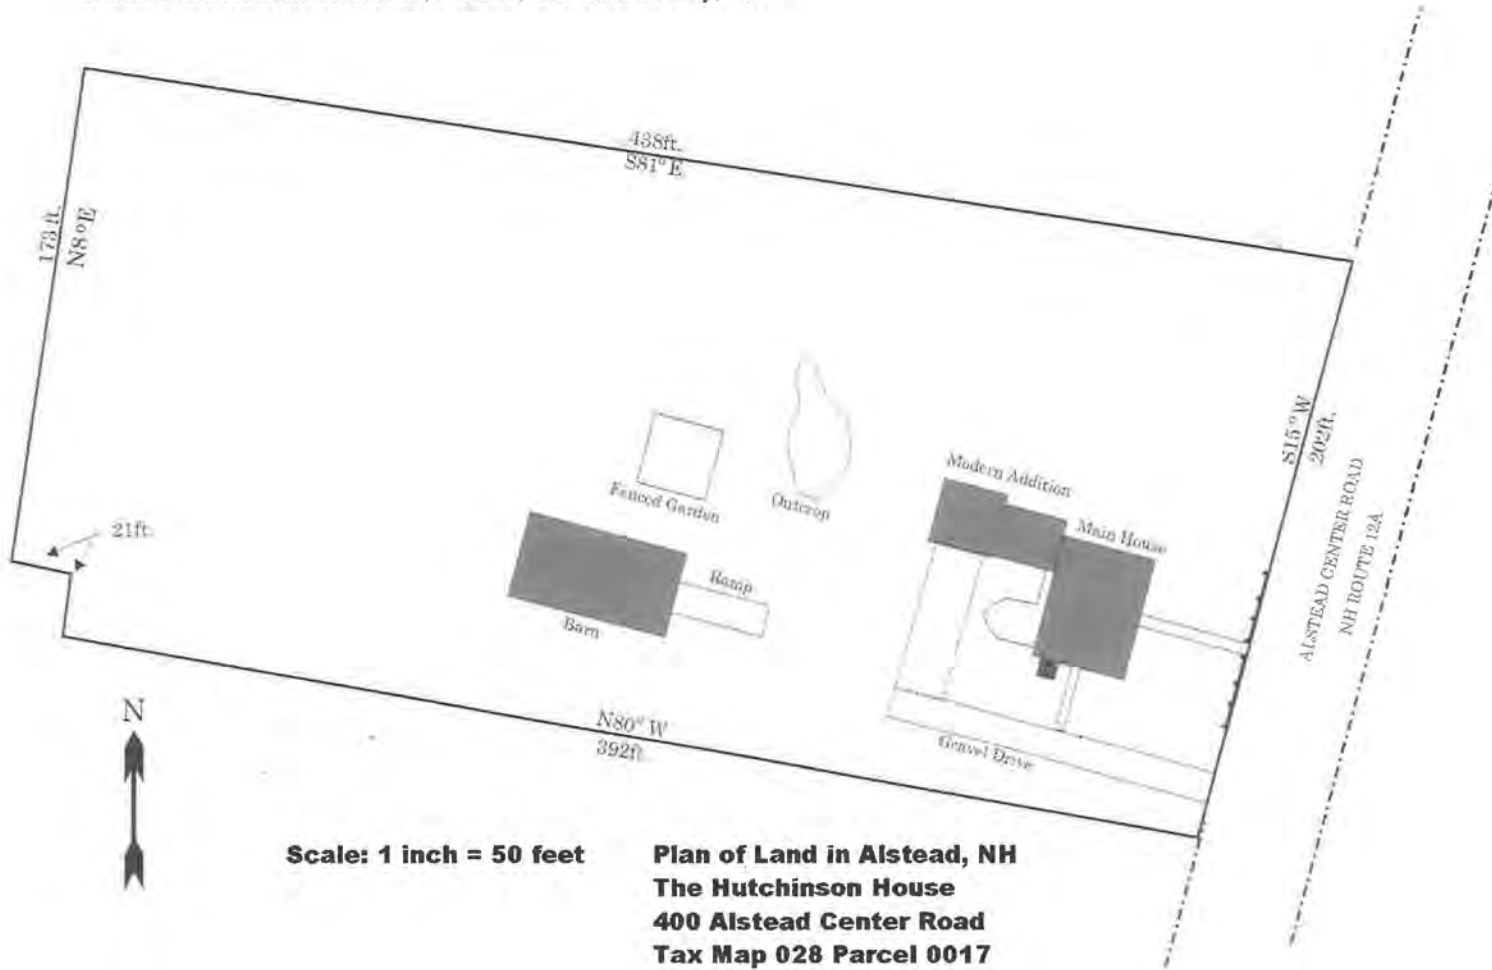 438ft.
S81° E
173 ft.
N8°E
S15° W
202ft.
Modern Addition
Main House
Fenced Garden
Outcrop
21ft.
Ramp
Barn
ALSTEAD CENTER ROAD
NH ROUTE 12A
N
N80° W
392ft.
Gravel Drive
Scale: 1 inch = 50 feet
Plan of Land in Alstead, NH
The Hutchinson House
400 Alstead Center Road
Tax Map 028 Parcel 0017